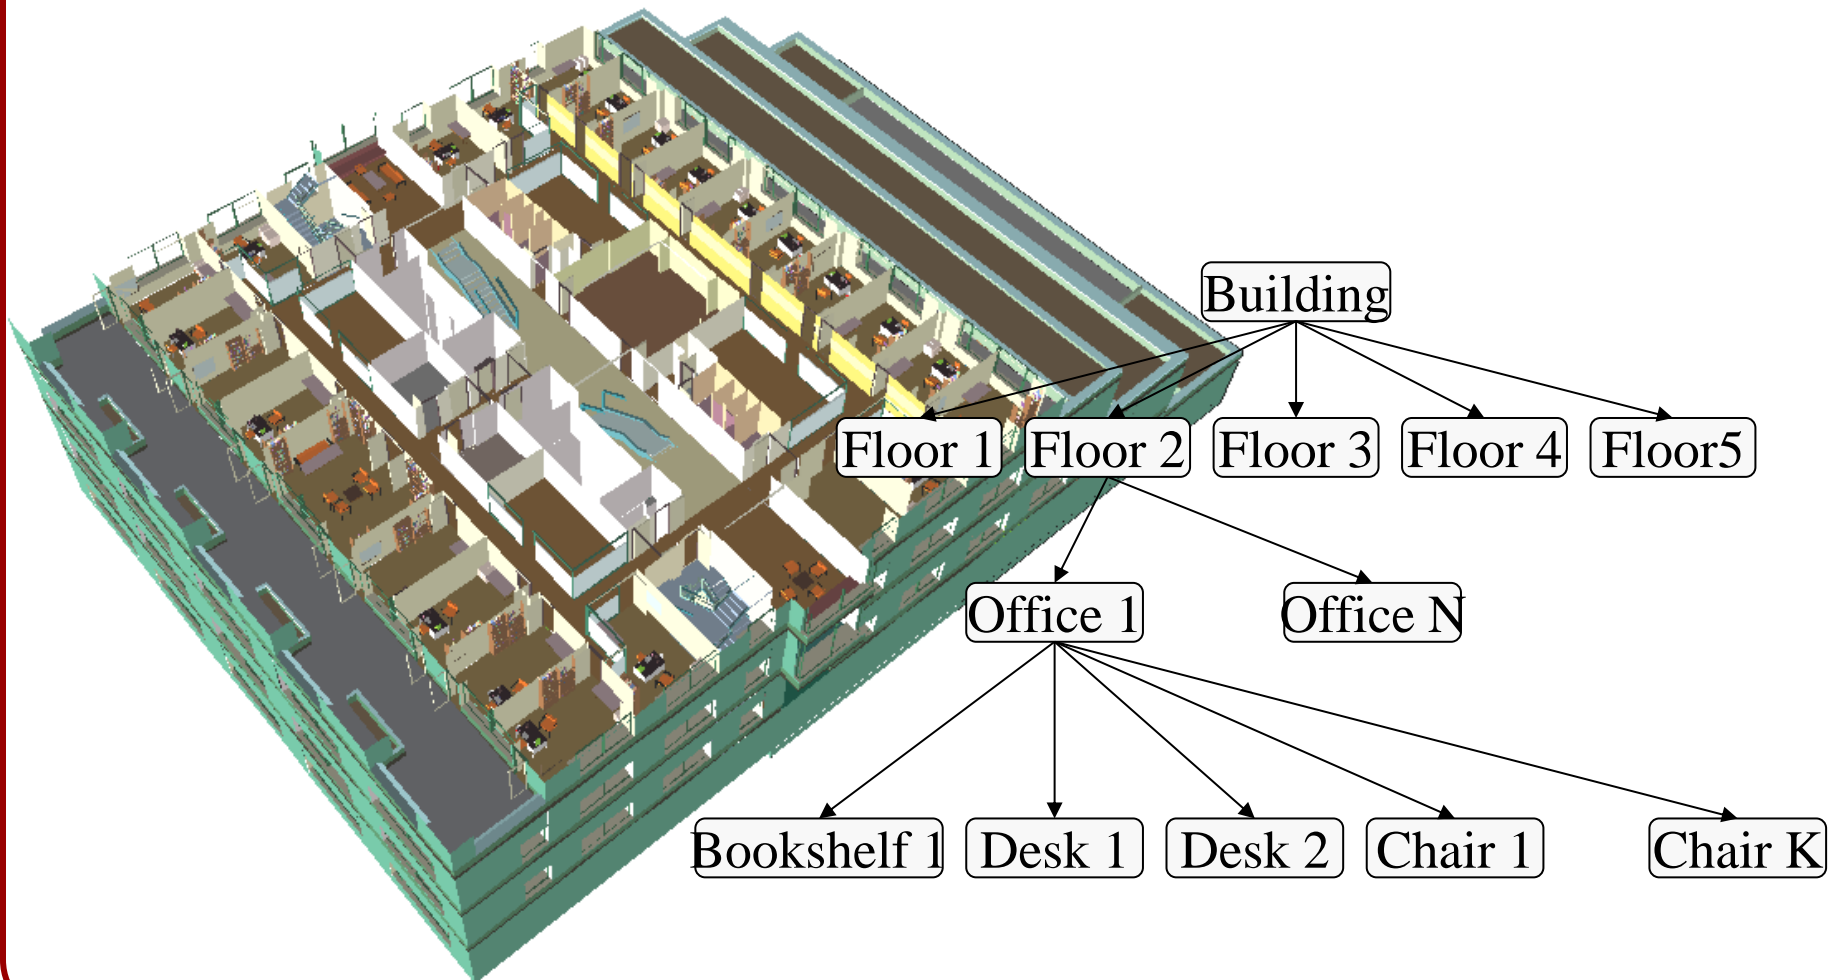 Building
Floor 1
Floor 2
Floor 3
Floor 4
Floor5
Office 1
Office N
Bookshelf 1
Desk 1
Desk 2
Chair 1
Chair K